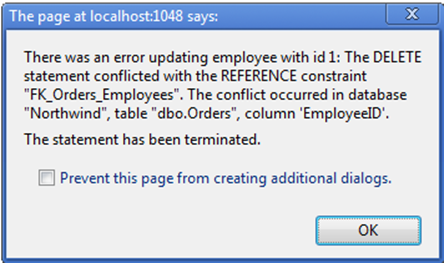 The page at localhost:1048 says:
There was an error updating employee with id 1: The DELETE
statement conflicted with the REFERENCE constraint
"FK_Orders_Employees". The conflict occurred in database
"Northwind", table "dbo.Orders", column 'EmployeeID'.
The statement has been terminated.
Prevent this page from creating additional dialogs.
OK